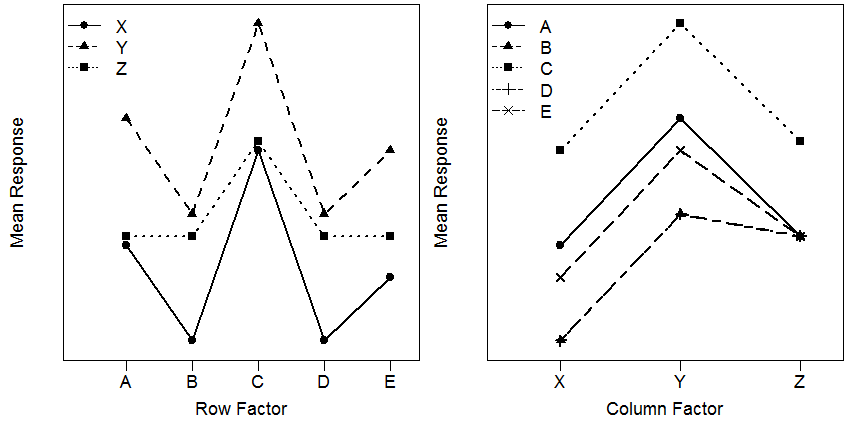 X
Y
Z
Mean Response
A B C D E
Row Factor
A
B
C
D
E
Mean Response
X Y Z
Column Factor